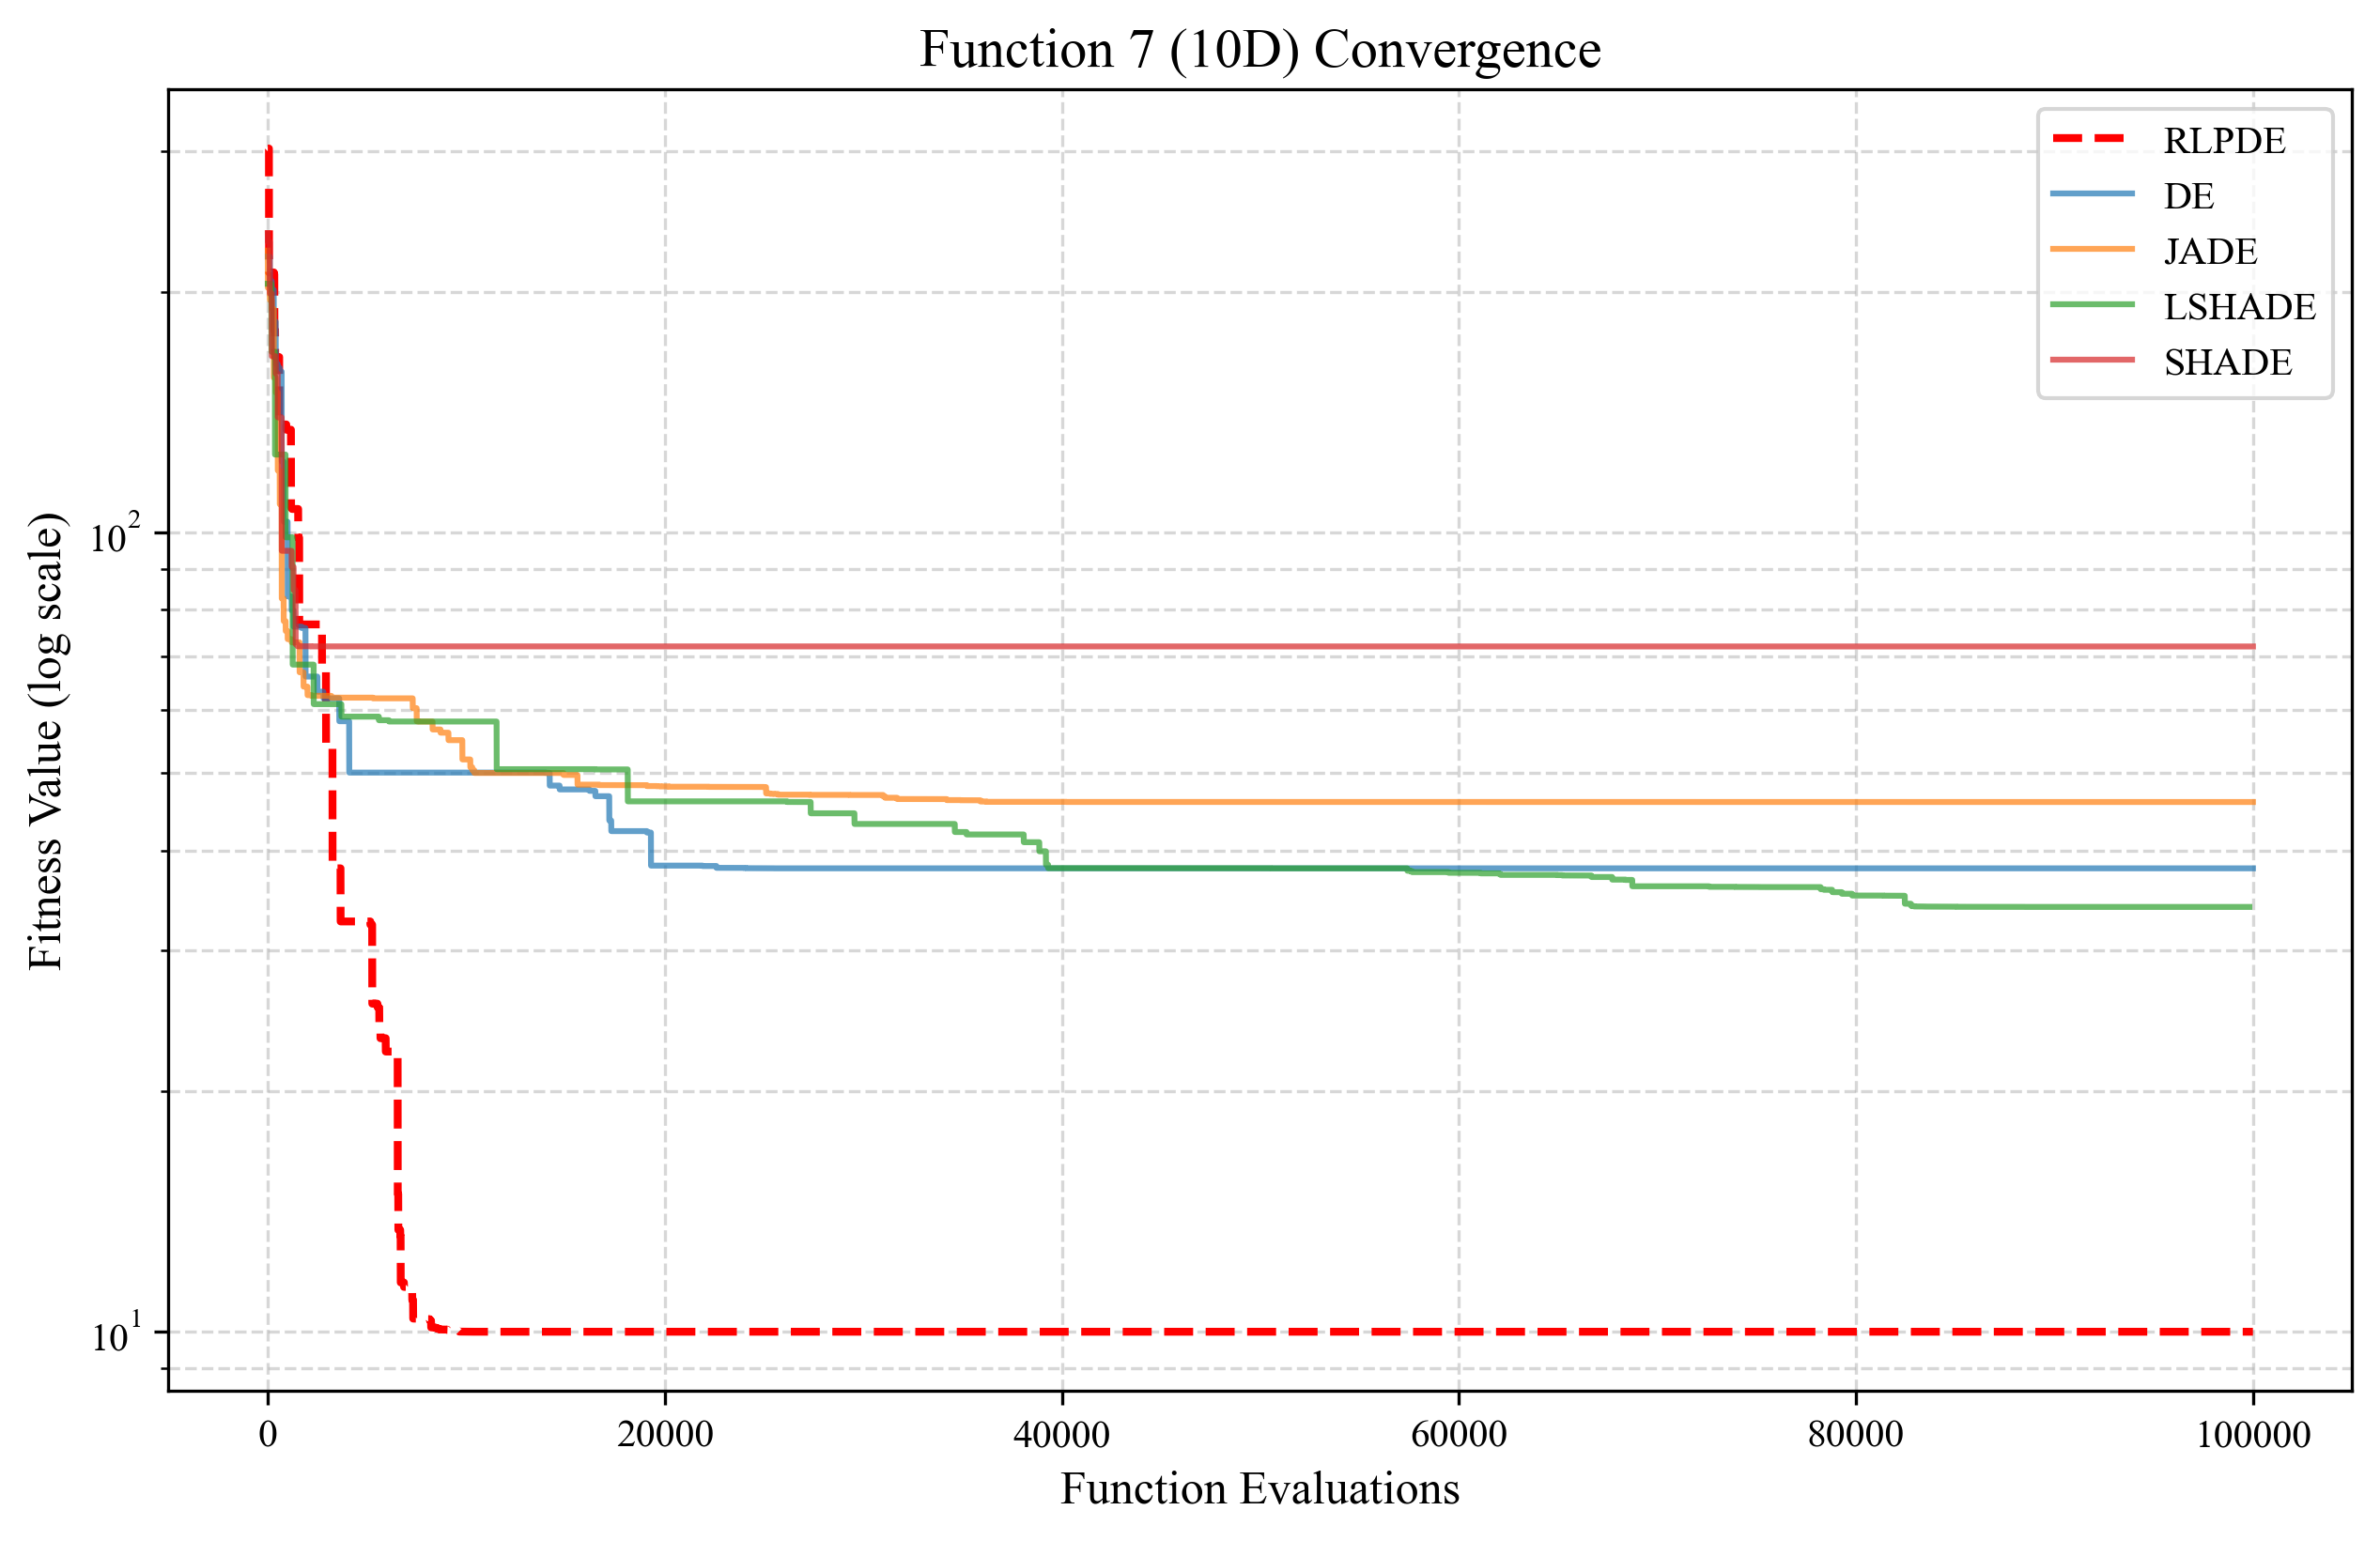 Function 7 (10D) Convergence
Fitness Value (log scale)
10²
10¹
RLPDE
DE
JADE
LSHADE
SHADE
0
20000
40000
60000
80000
100000
Function Evaluations